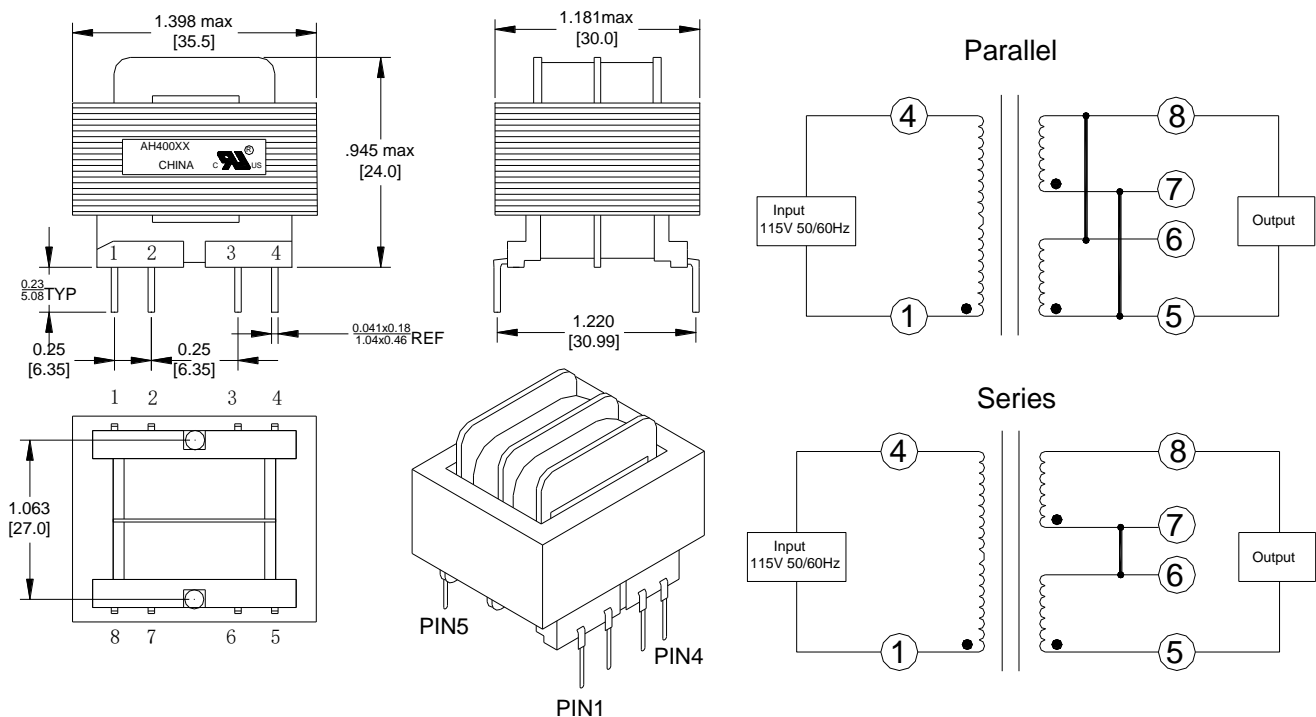 1.398 max
[35.5]
AH400XX
CHINA
C ® US
.945 max
[24.0]
1 2 3 4
0.23
5.08 TYP
0.25
[6.35]
0.25
[6.35]
0.041x0.18
1.04x0.46 REF
1.181max
[30.0]
1.220
[30.99]
1 2 3 4
1.063
[27.0]
8 7 6 5
PIN5
PIN4
PIN1
Parallel
4
8
7
Input
115V 50/60Hz
Output
6
1
5
Series
4
8
7
Input
115V 50/60Hz
Output
6
1
5